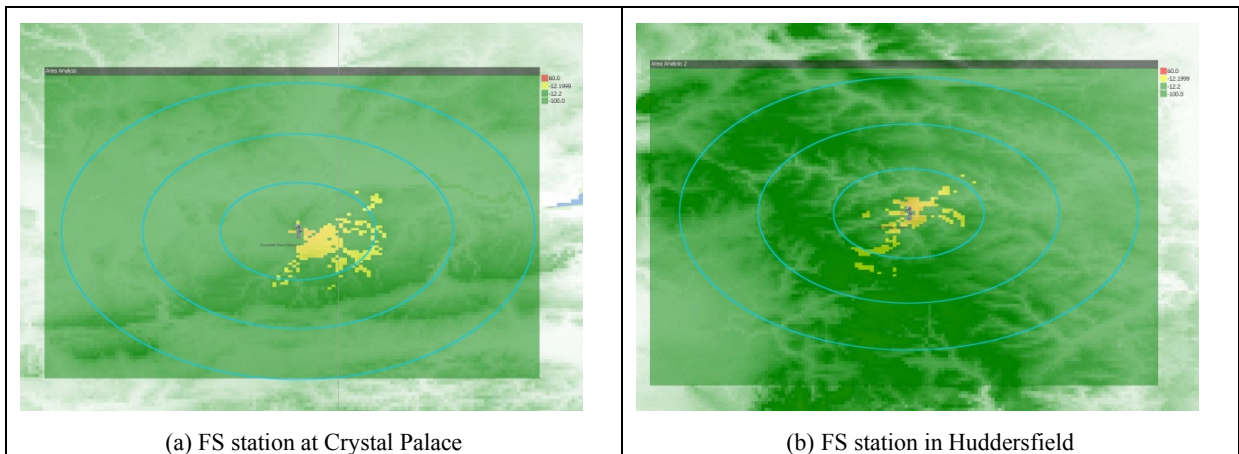 Area Analysis
60.0
-12.1999
-12.2
-100.0
Area Analysis 2
60.0
-12.1999
-12.2
-100.0
(a) FS station at Crystal Palace
(b) FS station in Huddersfield